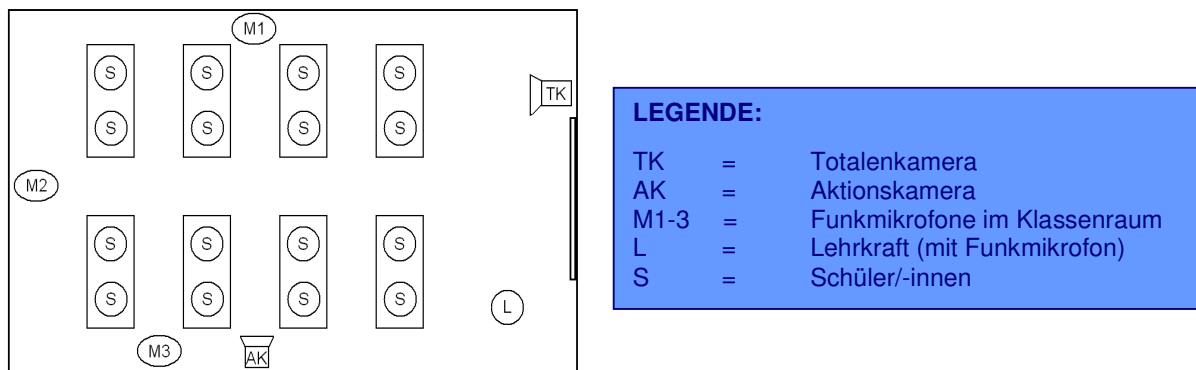 M1
S S S S
TK
S S S S
M2
S S S S
S S S S
L
M3
AK
LEGENDE:
TK = Totalenkamera
AK = Aktionskamera
M1-3 = Funkmikrofone im Klassenraum
L = Lehrkraft (mit Funkmikrofon)
S = Schüler/-innen